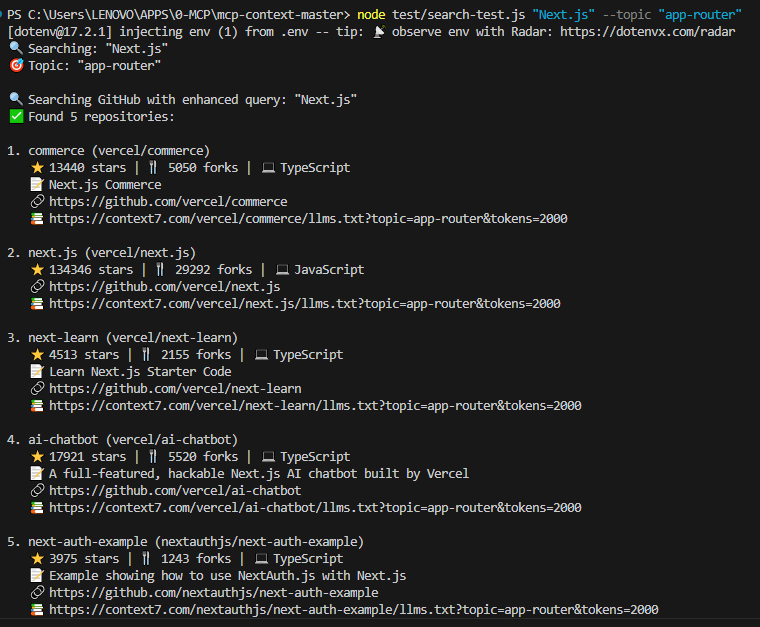 PS C:\Users\LENOVO\APPS\0-MCP\mcp-context-master> node test/search-test.js "Next.js" --topic "app-router"
[dotenv@17.2.1] injecting env (1) from .env -- tip: 📡 observe env with Radar: https://dotenvx.com/radar
🔍 Searching: "Next.js"
🎯 Topic: "app-router"
🔍 Searching GitHub with enhanced query: "Next.js"
✅ Found 5 repositories:
1. commerce (vercel/commerce)
⭐ 13440 stars | 🍴 5050 forks | 💻 TypeScript
📝 Next.js Commerce
🔗 https://github.com/vercel/commerce
📚 https://context7.com/vercel/commerce/llms.txt?topic=app-router&tokens=2000
2. next.js (vercel/next.js)
⭐ 134346 stars | 🍴 29292 forks | 💻 JavaScript
🔗 https://github.com/vercel/next.js
📚 https://context7.com/vercel/next.js/llms.txt?topic=app-router&tokens=2000
3. next-learn (vercel/next-learn)
⭐ 4513 stars | 🍴 2155 forks | 💻 TypeScript
📝 Learn Next.js Starter Code
🔗 https://github.com/vercel/next-learn
📚 https://context7.com/vercel/next-learn/llms.txt?topic=app-router&tokens=2000
4. ai-chatbot (vercel/ai-chatbot)
⭐ 17921 stars | 🍴 5520 forks | 💻 TypeScript
📝 A full-featured, hackable Next.js AI chatbot built by Vercel
🔗 https://github.com/vercel/ai-chatbot
📚 https://context7.com/vercel/ai-chatbot/llms.txt?topic=app-router&tokens=2000
5. next-auth-example (nextauthjs/next-auth-example)
⭐ 3975 stars | 🍴 1243 forks | 💻 TypeScript
📝 Example showing how to use NextAuth.js with Next.js
🔗 https://github.com/nextauthjs/next-auth-example
📚 https://context7.com/nextauthjs/next-auth-example/llms.txt?topic=app-router&tokens=2000